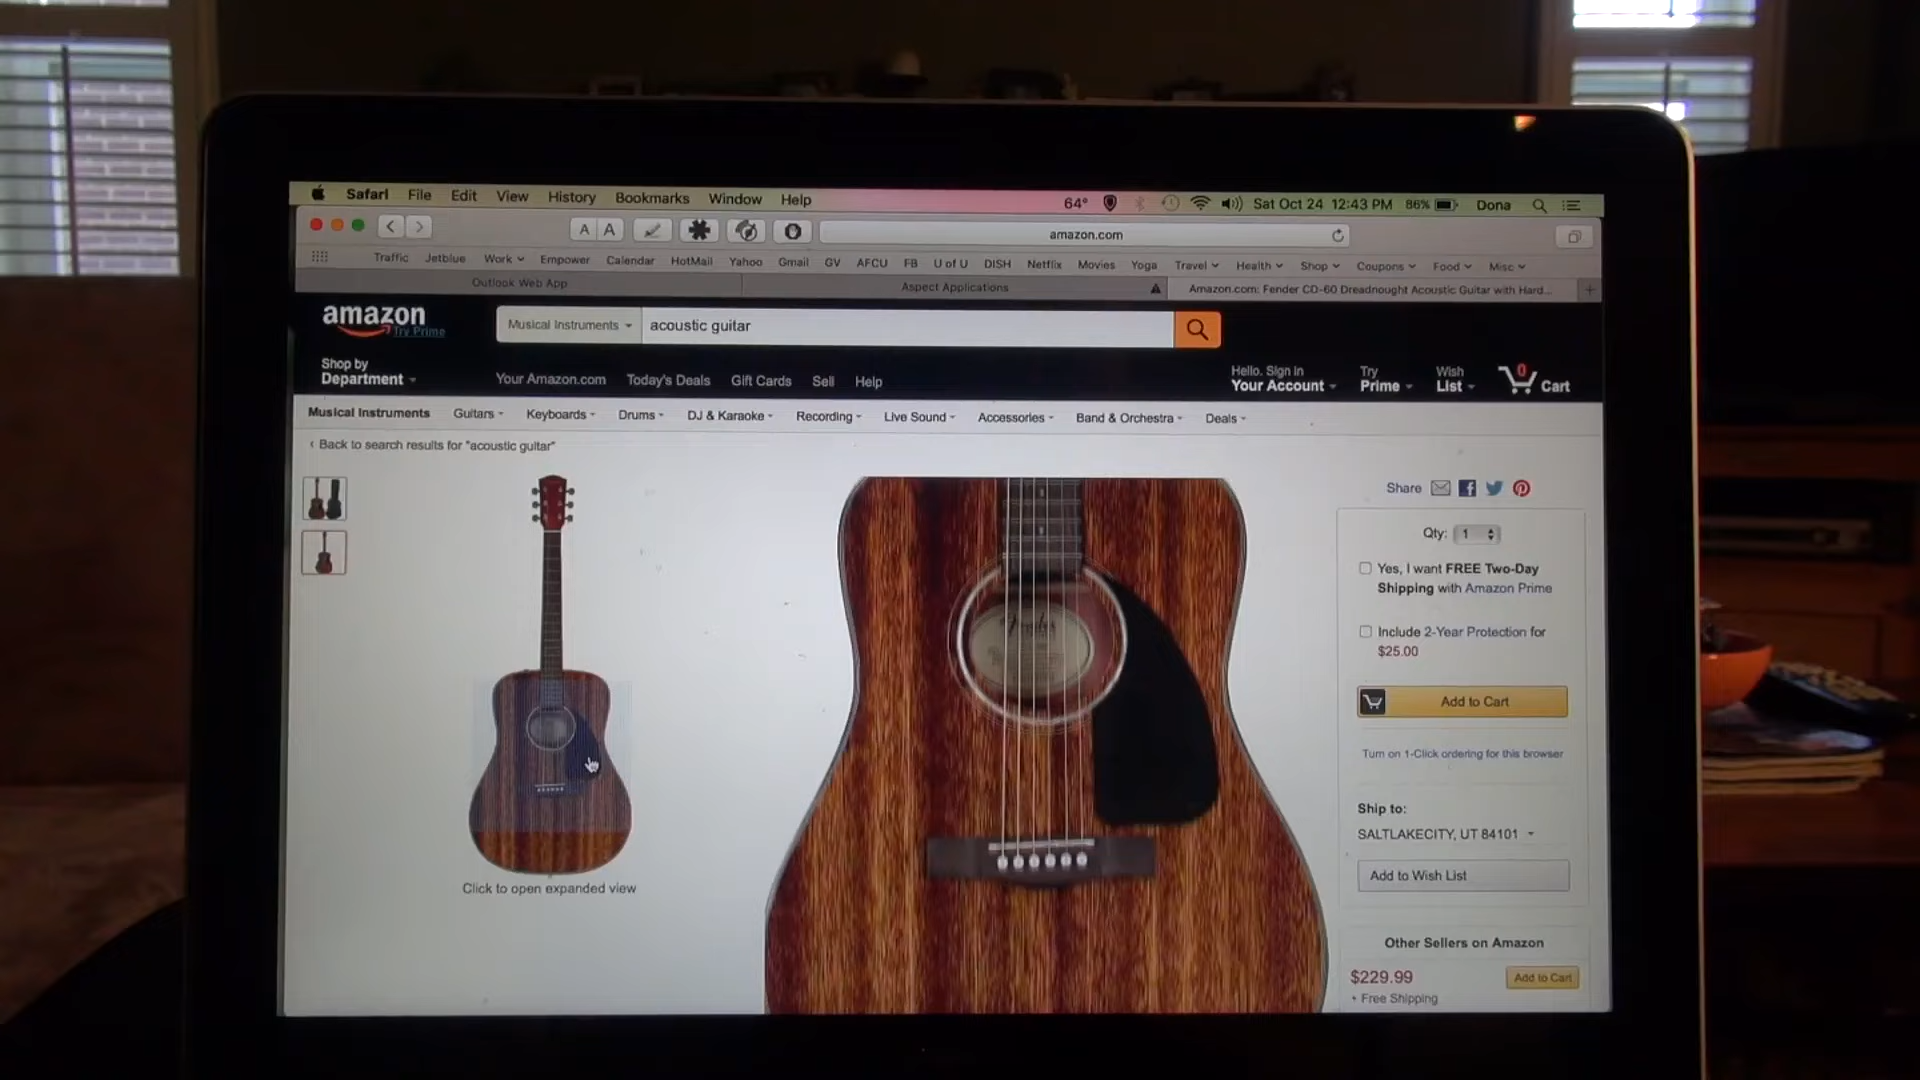 Safari File Edit View History Bookmarks Window Help 64° Sat Oct 24 12:43 PM 86% Dona
A A amazon.com
Traffic Jetblue Work Empower Calendar HotMail Yahoo Gmail GV AFCU FB U of U DISH Netflix Movies Yoga Travel Health Shop Coupons Food Misc
Outlook Web App Aspect Applications Amazon.com: Fender CD-60 Dreadnought Acoustic Guitar with Hard...
amazon
Try Prime
Musical Instruments acoustic guitar
Shop by
Department
Your Amazon.com Today's Deals Gift Cards Sell Help
Hello. Sign in
Your Account
Try
Prime
Wish
List
0
Cart
Musical Instruments Guitars Keyboards Drums DJ & Karaoke Recording Live Sound Accessories Band & Orchestra Deals
‹ Back to search results for "acoustic guitar"
Click to open expanded view
Fender
Share
Qty: 1
Yes, I want FREE Two-Day
Shipping with Amazon Prime
Include 2-Year Protection for
$25.00
Add to Cart
Turn on 1-Click ordering for this browser
Ship to:
SALTLAKECITY, UT 84101
Add to Wish List
Other Sellers on Amazon
$229.99 Add to Cart
+ Free Shipping